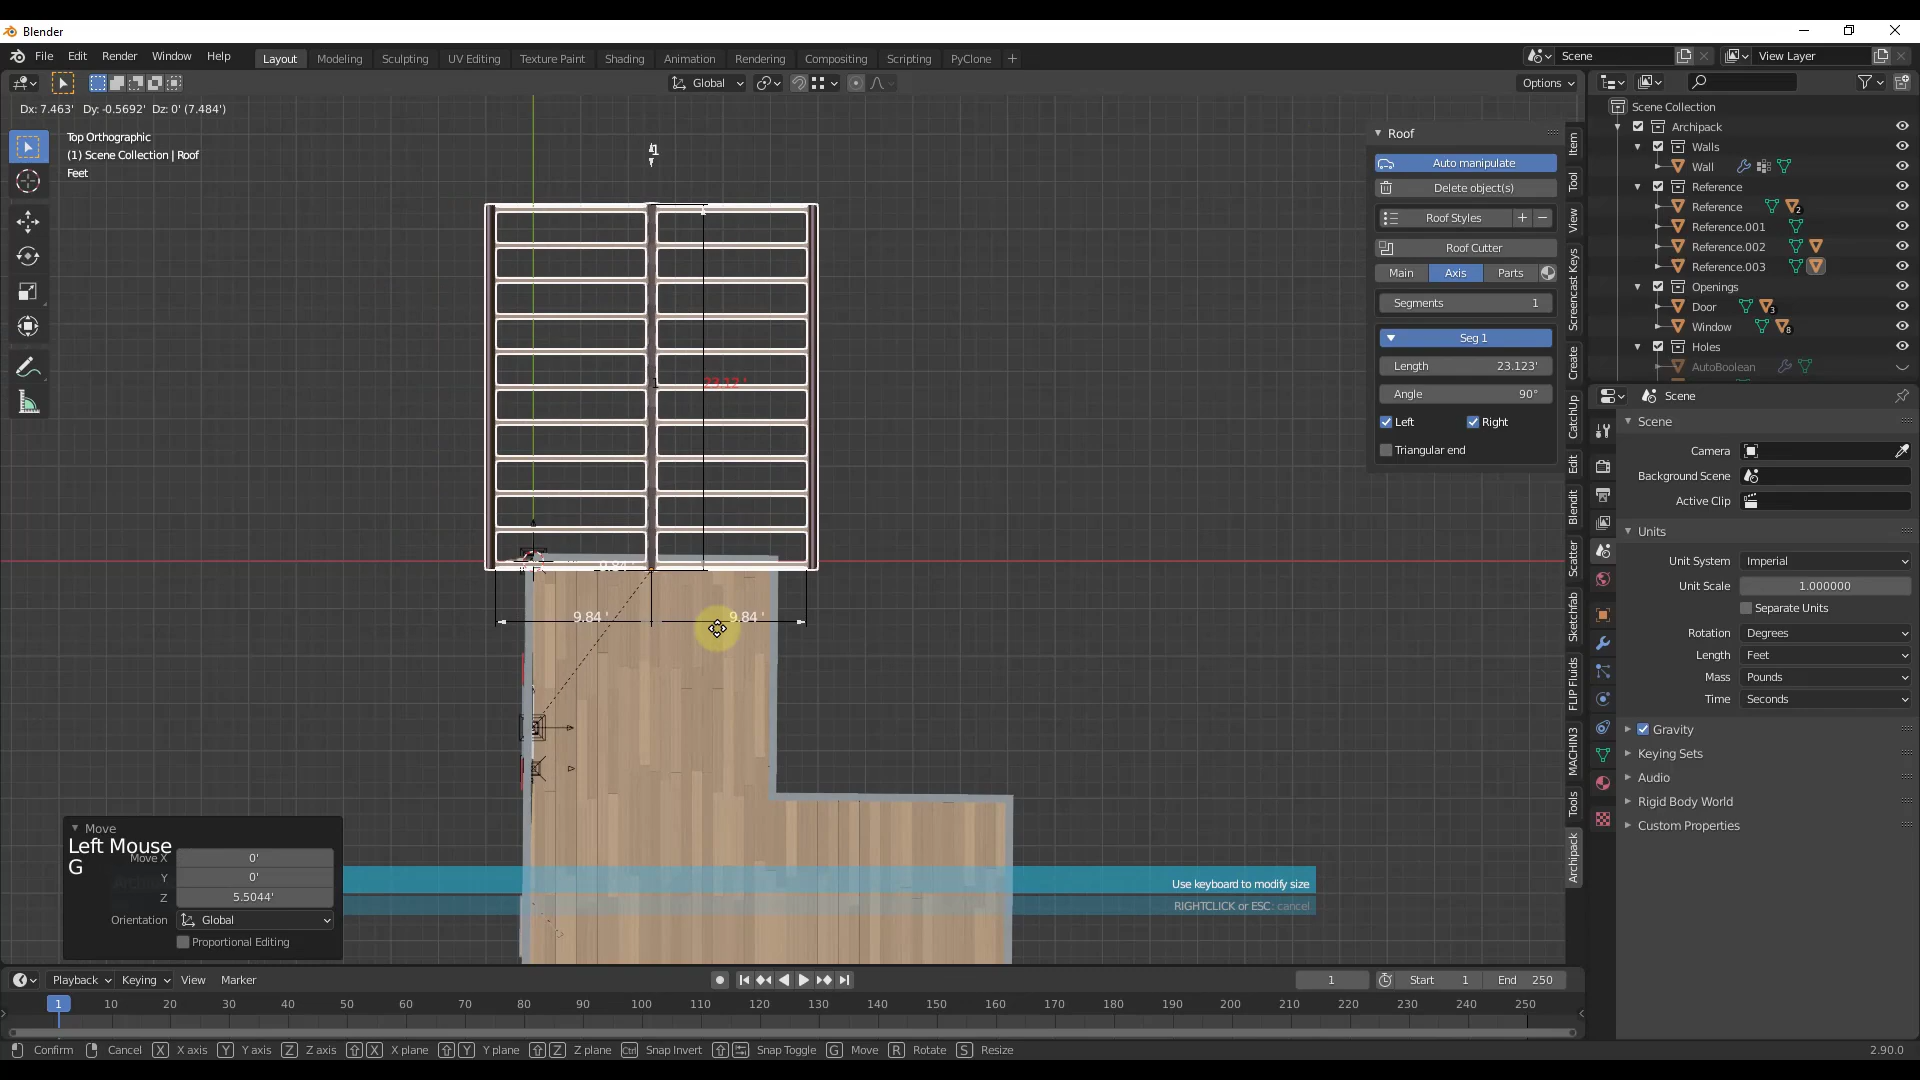 Blender
File Edit Render Window Help
Layout Modeling Sculpting UV Editing Texture Paint Shading Animation Rendering Compositing Scripting PyClone +
Scene
View Layer
Global
Options
Dx: 7.463' Dy: -0.5692' Dz: 0' (7.484')
Top Orthographic
(1) Scene Collection | Roof
Feet
1
1
23.12 '
9.84 '
9.84 '
Roof
Auto manipulate
Delete object(s)
Roof Styles + −
Roof Cutter
Main Axis Parts
Segments 1
Seg 1
Length 23.123'
Angle 90°
Left Right
Triangular end
Item
Tool
View
Screencast Keys
Create
CatchUp
Edit
Blendit
Scatter
Sketchfab
FLIP Fluids
MACHIN3
Tools
Archipack
Scene Collection
Archipack
Walls
Wall
Reference
Reference 2
Reference.001
Reference.002
Reference.003
Openings
Door 3
Window 8
Holes
AutoBoolean
Scene
Scene
Camera
Background Scene
Active Clip
Units
Unit System Imperial
Unit Scale 1.000000
Separate Units
Rotation Degrees
Length Feet
Mass Pounds
Time Seconds
Gravity
Keying Sets
Audio
Rigid Body World
Custom Properties
Move
Left Mouse
G
Move X 0'
Y 0'
Z 5.5044'
Orientation Global
Proportional Editing
Use keyboard to modify size
RIGHTCLICK or ESC: cancel
Playback Keying View Marker
1
Start 1
End 250
1 10 20 30 40 50 60 70 80 90 100 110 120 130 140 150 160 170 180 190 200 210 220 230 240 250
Confirm Cancel X X axis Y Y axis Z Z axis X X plane Y Y plane Z Z plane Ctrl Snap Invert Snap Toggle G Move R Rotate S Resize
2.90.0